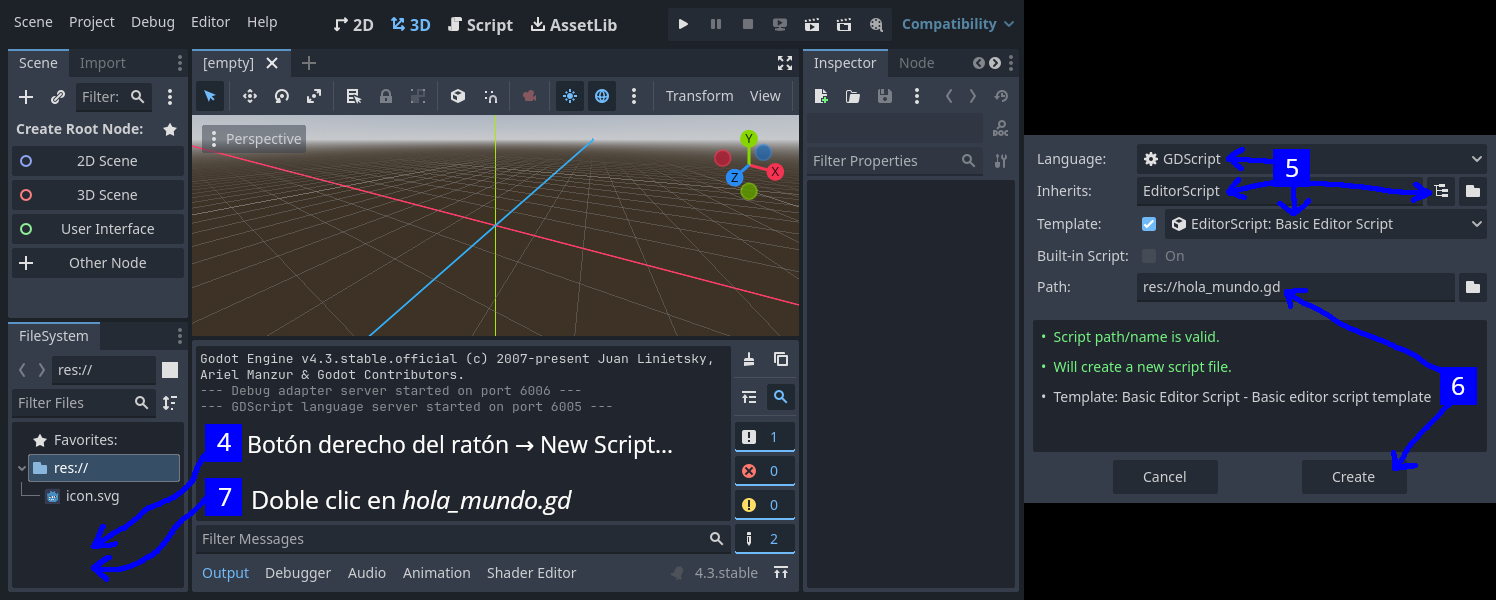 Scene Project Debug Editor Help 2D 3D Script AssetLib Compatibility
Scene Import
Filter:
Create Root Node:
2D Scene
3D Scene
User Interface
Other Node
FileSystem
res://
Filter Files
Favorites:
res://
icon.svg
[empty]
Transform View
Perspective
Y
X
Z
Godot Engine v4.3.stable.official (c) 2007-present Juan Linietsky,
Ariel Manzur & Godot Contributors.
--- Debug adapter server started on port 6006 ---
--- GDScript language server started on port 6005 ---
4 Botón derecho del ratón → New Script...
7 Doble clic en hola_mundo.gd
1
0
0
2
Filter Messages
Output Debugger Audio Animation Shader Editor 4.3.stable
Inspector Node
DOC
Filter Properties
Language: GDScript
5
Inherits: EditorScript
Template: EditorScript: Basic Editor Script
Built-in Script: On
Path: res://hola_mundo.gd
• Script path/name is valid.
• Will create a new script file.
• Template: Basic Editor Script - Basic editor script template
6
Cancel Create